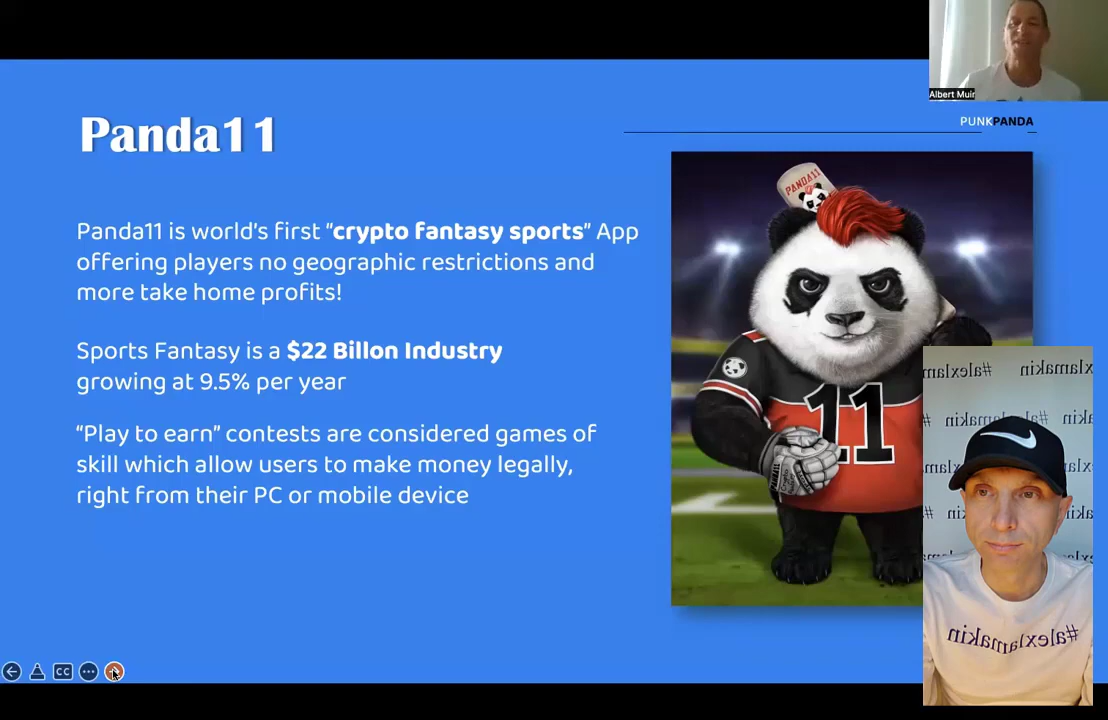 Albert Muir
PUNKPANDA
Panda11
PANDA11
Panda11 is world's first "crypto fantasy sports" App
offering players no geographic restrictions and
more take home profits!
Sports Fantasy is a $22 Billon Industry
growing at 9.5% per year
"Play to earn" contests are considered games of
skill which allow users to make money legally,
right from their PC or mobile device
11
#alexlamakin
#alexlamakin
CC